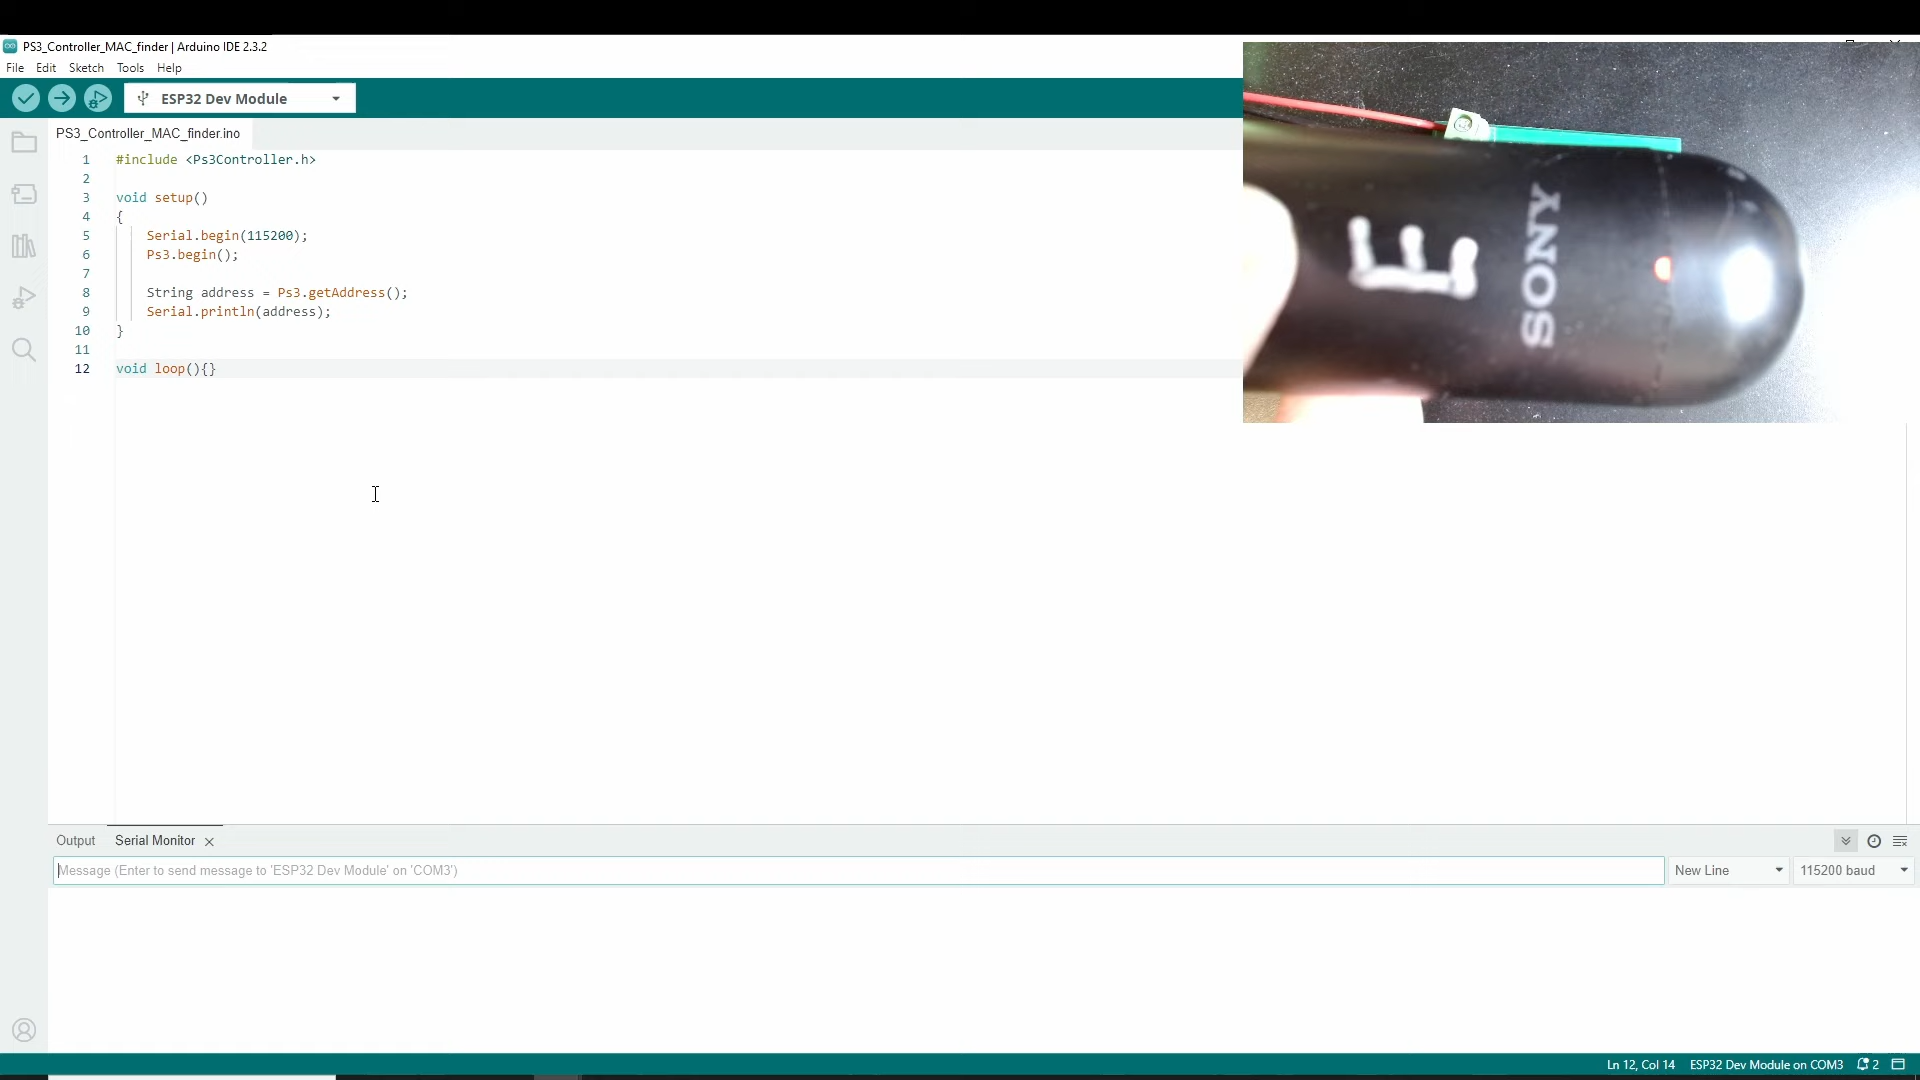 PS3_Controller_MAC_finder | Arduino IDE 2.3.2
File Edit Sketch Tools Help
ESP32 Dev Module
PS3_Controller_MAC_finder.ino
1 #include <Ps3Controller.h>
2
3 void setup()
4 {
5 Serial.begin(115200);
6 Ps3.begin();
7
8 String address = Ps3.getAddress();
9 Serial.println(address);
10 }
11
12 void loop(){}
E
SONY
Output Serial Monitor
Message (Enter to send message to 'ESP32 Dev Module' on 'COM3')
New Line
115200 baud
Ln 12, Col 14 ESP32 Dev Module on COM3 2